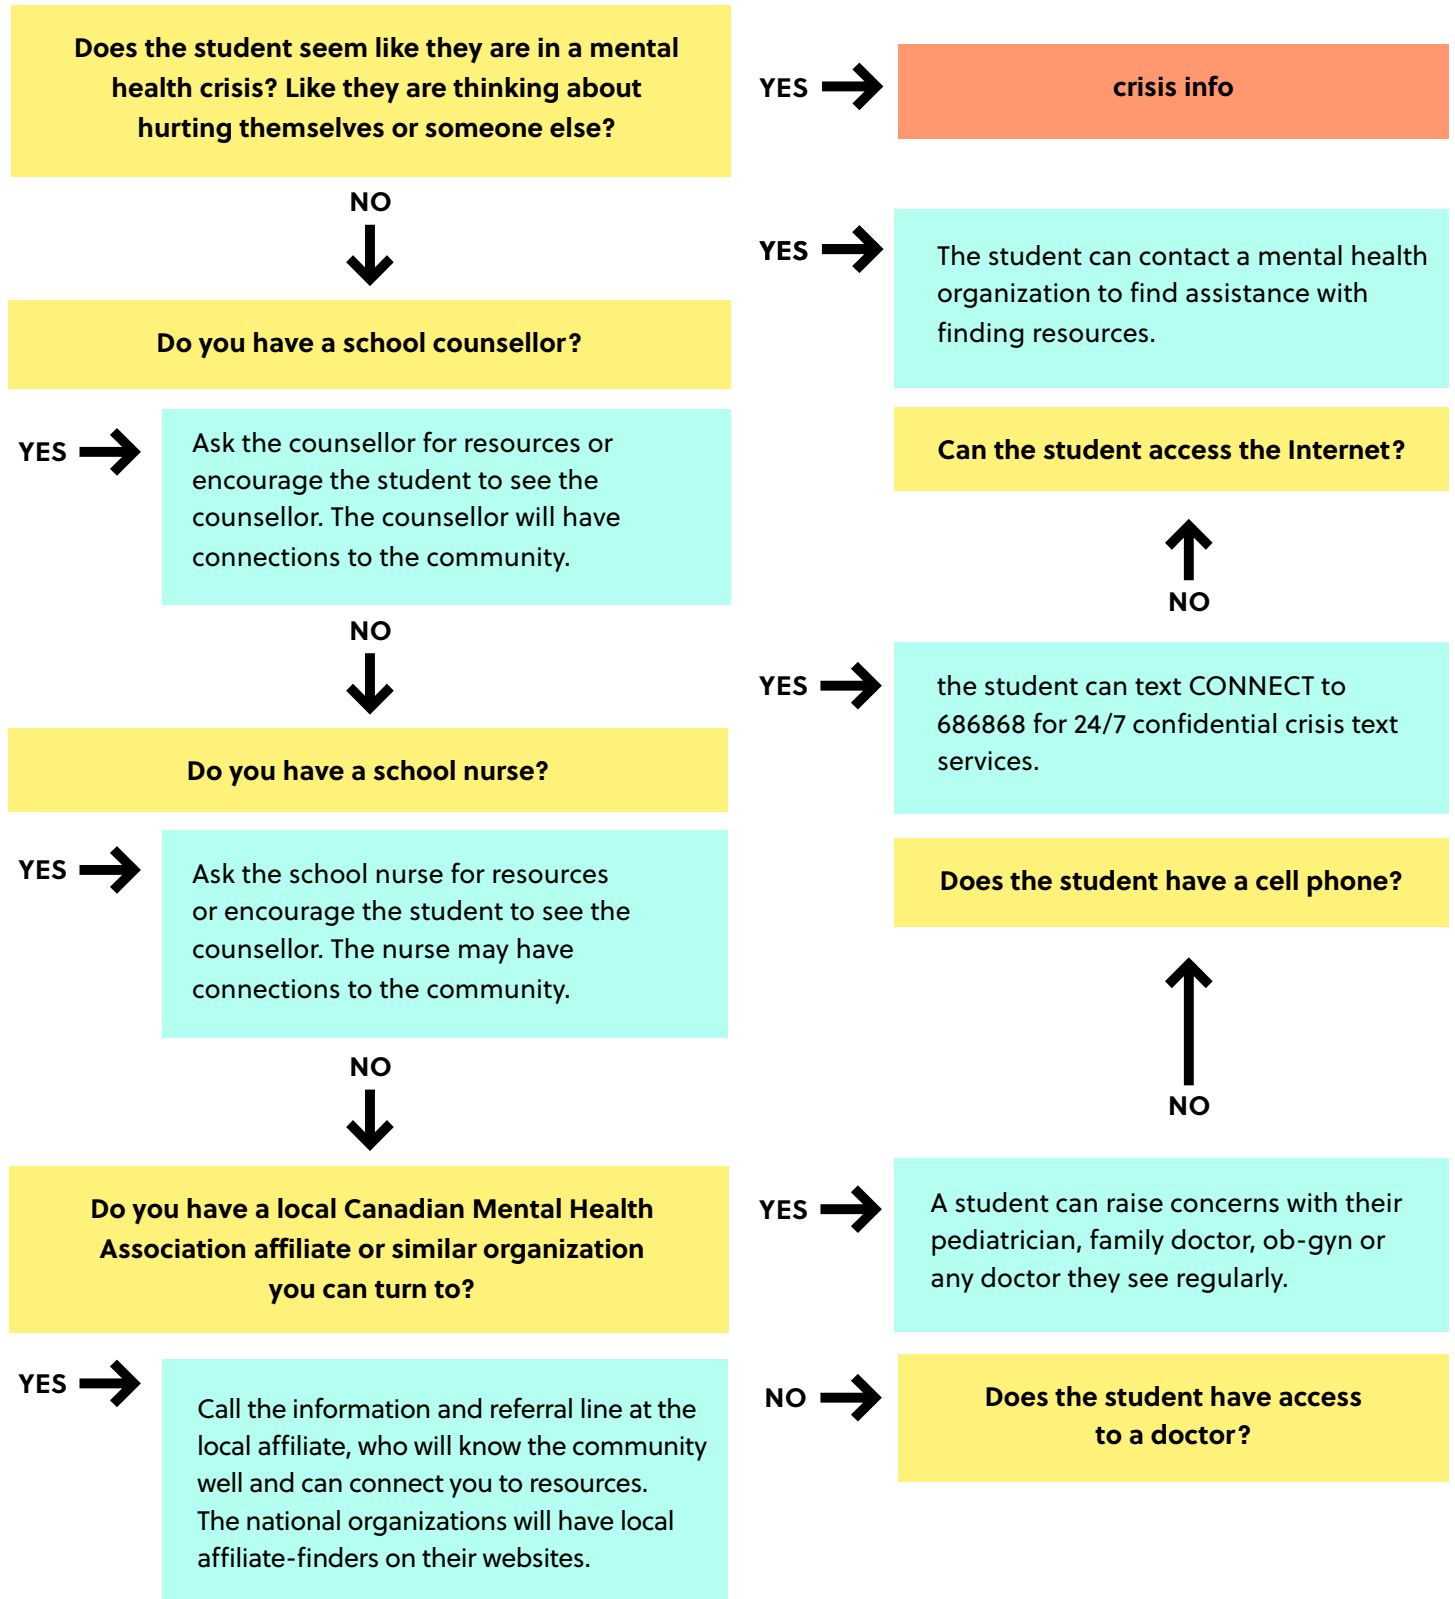 Does the student seem like they are in a mental
health crisis? Like they are thinking about
hurting themselves or someone else?
YES
crisis info
NO
Do you have a school counsellor?
YES
Ask the counsellor for resources or
encourage the student to see the
counsellor. The counsellor will have
connections to the community.
NO
Do you have a school nurse?
YES
Ask the school nurse for resources
or encourage the student to see the
counsellor. The nurse may have
connections to the community.
NO
Do you have a local Canadian Mental Health
Association affiliate or similar organization
you can turn to?
YES
Call the information and referral line at the
local affiliate, who will know the community
well and can connect you to resources.
The national organizations will have local
affiliate-finders on their websites.
NO
Does the student have access
to a doctor?
YES
A student can raise concerns with their
pediatrician, family doctor, ob-gyn or
any doctor they see regularly.
NO
Does the student have a cell phone?
YES
the student can text CONNECT to
686868 for 24/7 confidential crisis text
services.
NO
Can the student access the Internet?
YES
The student can contact a mental health
organization to find assistance with
finding resources.